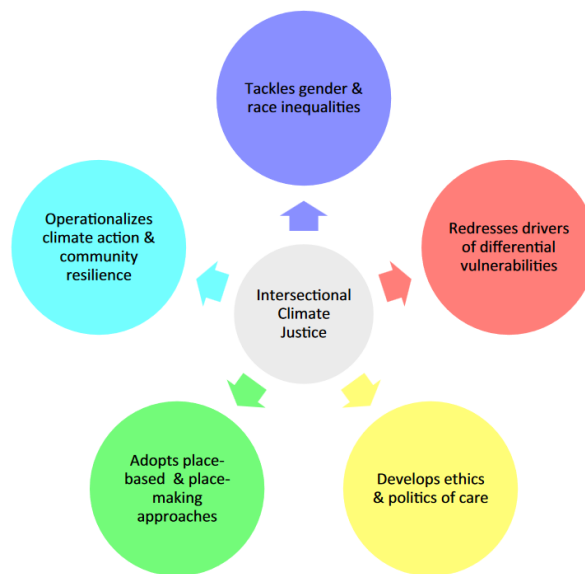 Tackles gender &
race inequalities
Operationalizes
climate action &
community
resilience
Redresses drivers
of differential
vulnerabilities
Intersectional
Climate
Justice
Adopts place-
based & place-
making
approaches
Develops ethics
& politics of care